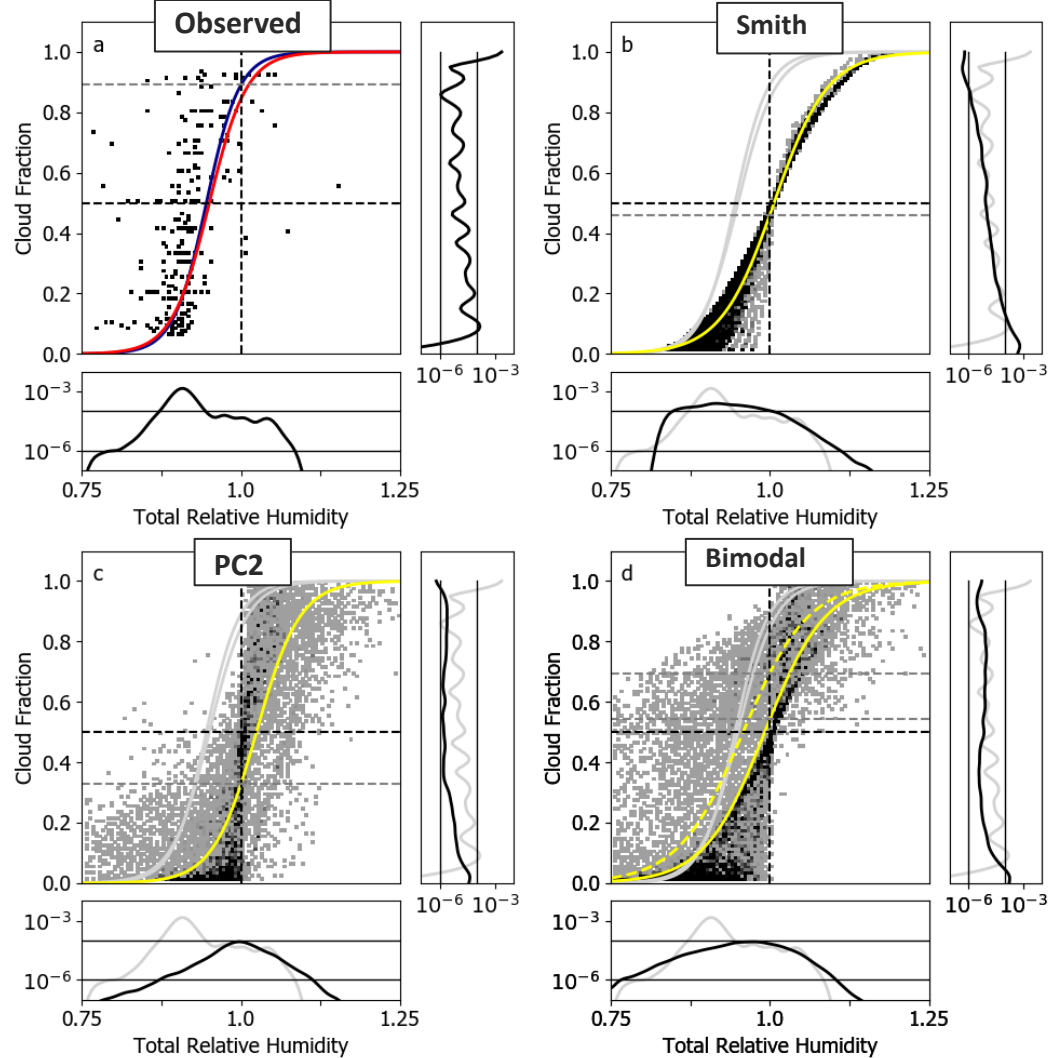 Observed
Smith
a
b
1.0
0.8
0.6
0.4
0.2
0.0
Cloud Fraction
10⁻⁶ 10⁻³
1.0
0.8
0.6
0.4
0.2
0.0
Cloud Fraction
10⁻⁶ 10⁻³
10⁻³
10⁻⁶
0.75 1.0 1.25
Total Relative Humidity
10⁻³
10⁻⁶
0.75 1.0 1.25
Total Relative Humidity
PC2
Bimodal
c
d
1.0
0.8
0.6
0.4
0.2
0.0
Cloud Fraction
10⁻⁶ 10⁻³
1.0
0.8
0.6
0.4
0.2
0.0
Cloud Fraction
10⁻⁶ 10⁻³
10⁻³
10⁻⁶
0.75 1.0 1.25
Total Relative Humidity
10⁻³
10⁻⁶
0.75 1.0 1.25
Total Relative Humidity